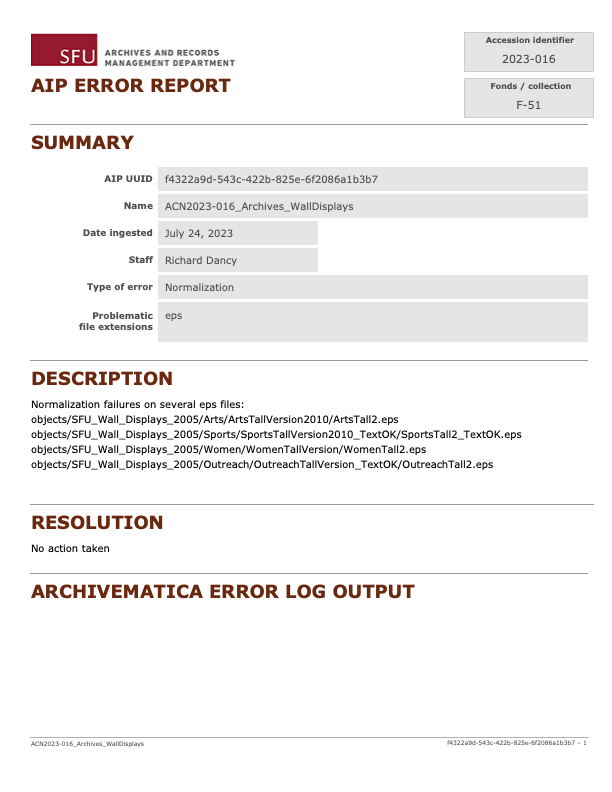 SFU
ARCHIVES AND RECORDS
MANAGEMENT DEPARTMENT
AIP ERROR REPORT
Accession identifier
2023-016
Fonds / collection
F-51
SUMMARY
AIP UUID f4322a9d-543c-422b-825e-6f2086a1b3b7
Name ACN2023-016_Archives_WallDisplays
Date ingested July 24, 2023
Staff Richard Dancy
Type of error Normalization
Problematic eps
file extensions
DESCRIPTION
Normalization failures on several eps files:
objects/SFU_Wall_Displays_2005/Arts/ArtsTallVersion2010/ArtsTall2.eps
objects/SFU_Wall_Displays_2005/Sports/SportsTallVersion2010_TextOK/SportsTall2_TextOK.eps
objects/SFU_Wall_Displays_2005/Women/WomenTallVersion/WomenTall2.eps
objects/SFU_Wall_Displays_2005/Outreach/OutreachTallVersion_TextOK/OutreachTall2.eps
RESOLUTION
No action taken
ARCHIVEMATICA ERROR LOG OUTPUT
ACN2023-016_Archives_WallDisplays f4322a9d-543c-422b-825e-6f2086a1b3b7 – 1